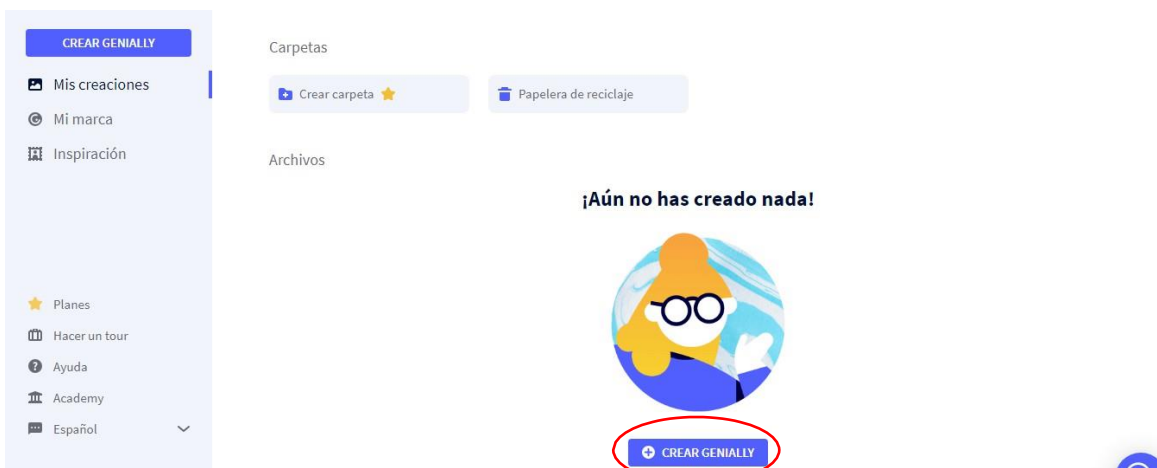 CREAR GENIALLY
Mis creaciones
Mi marca
Inspiración
Planes
Hacer un tour
Ayuda
Academy
Español
Carpetas
Crear carpeta
Papelera de reciclaje
Archivos
¡Aún no has creado nada!
CREAR GENIALLY